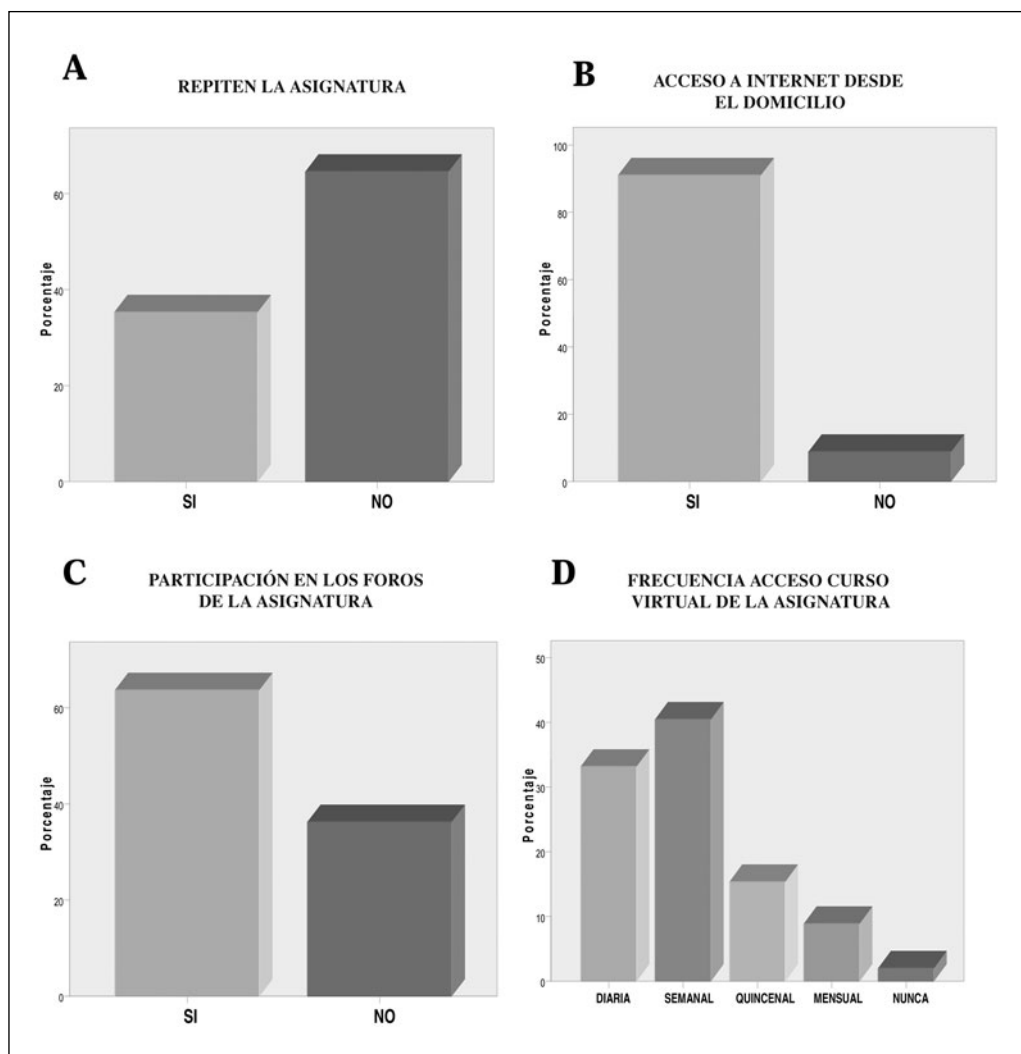 A
REPITEN LA ASIGNATURA
Porcentaje
60
40
20
0
SI
NO
B
ACCESO A INTERNET DESDE
EL DOMICILIO
Porcentaje
100
80
60
40
20
0
SI
NO
C
PARTICIPACIÓN EN LOS FOROS
DE LA ASIGNATURA
Porcentaje
60
40
20
0
SI
NO
D
FRECUENCIA ACCESO CURSO
VIRTUAL DE LA ASIGNATURA
Porcentaje
50
40
30
20
10
0
DIARIA
SEMANAL
QUINCENAL
MENSUAL
NUNCA